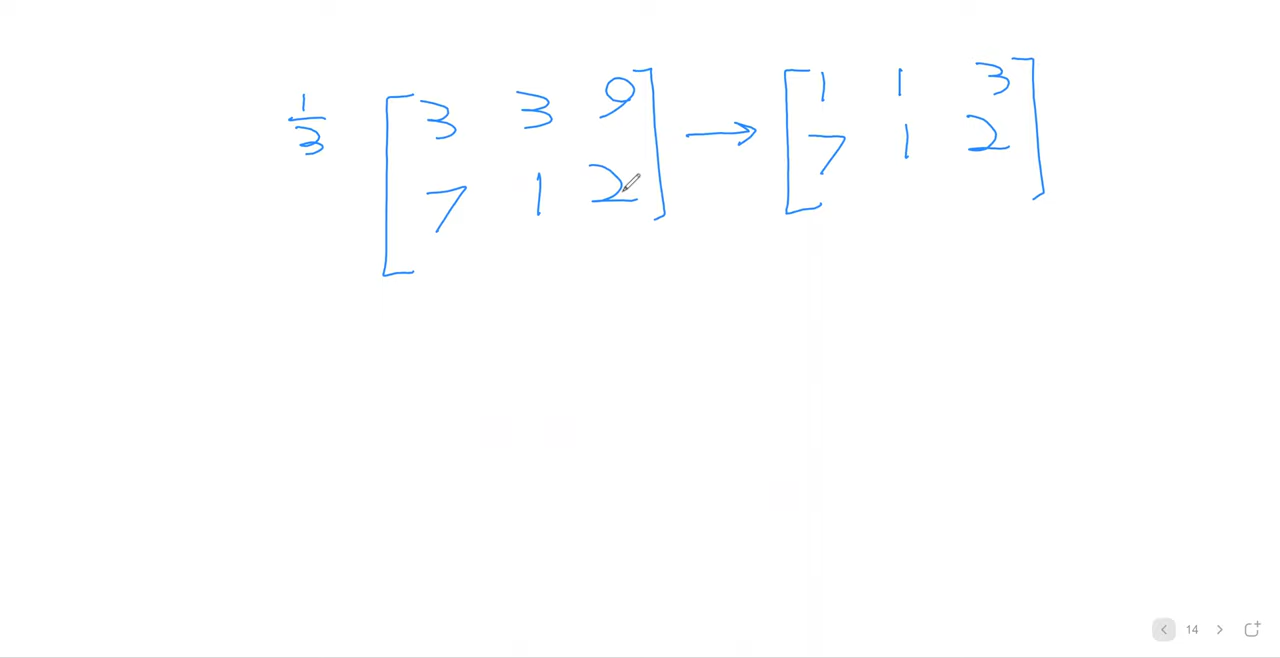 1/3 [ 3 3 9 ] → [ 1 1 3 ]
[ 7 1 2 ] [ 7 1 2 ]
< 14 >